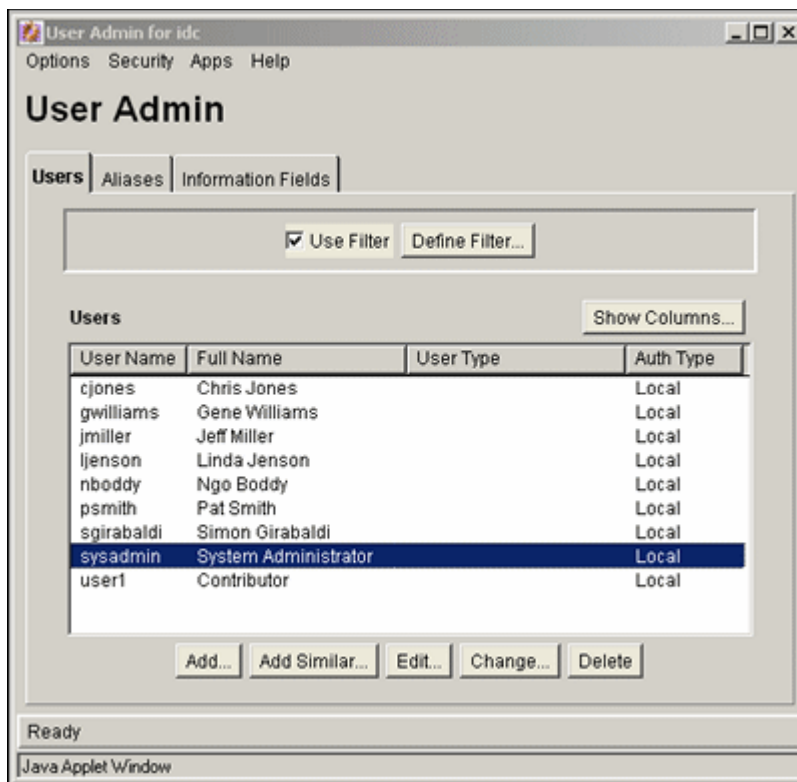 User Admin for idc
Options Security Apps Help
User Admin
Users Aliases Information Fields
Use Filter Define Filter...
Users Show Columns...
User Name Full Name User Type Auth Type
cjones Chris Jones Local
gwilliams Gene Williams Local
jmiller Jeff Miller Local
ljenson Linda Jenson Local
nboddy Ngo Boddy Local
psmith Pat Smith Local
sgirabaldi Simon Girabaldi Local
sysadmin System Administrator Local
user1 Contributor Local
Add... Add Similar... Edit... Change... Delete
Ready
Java Applet Window